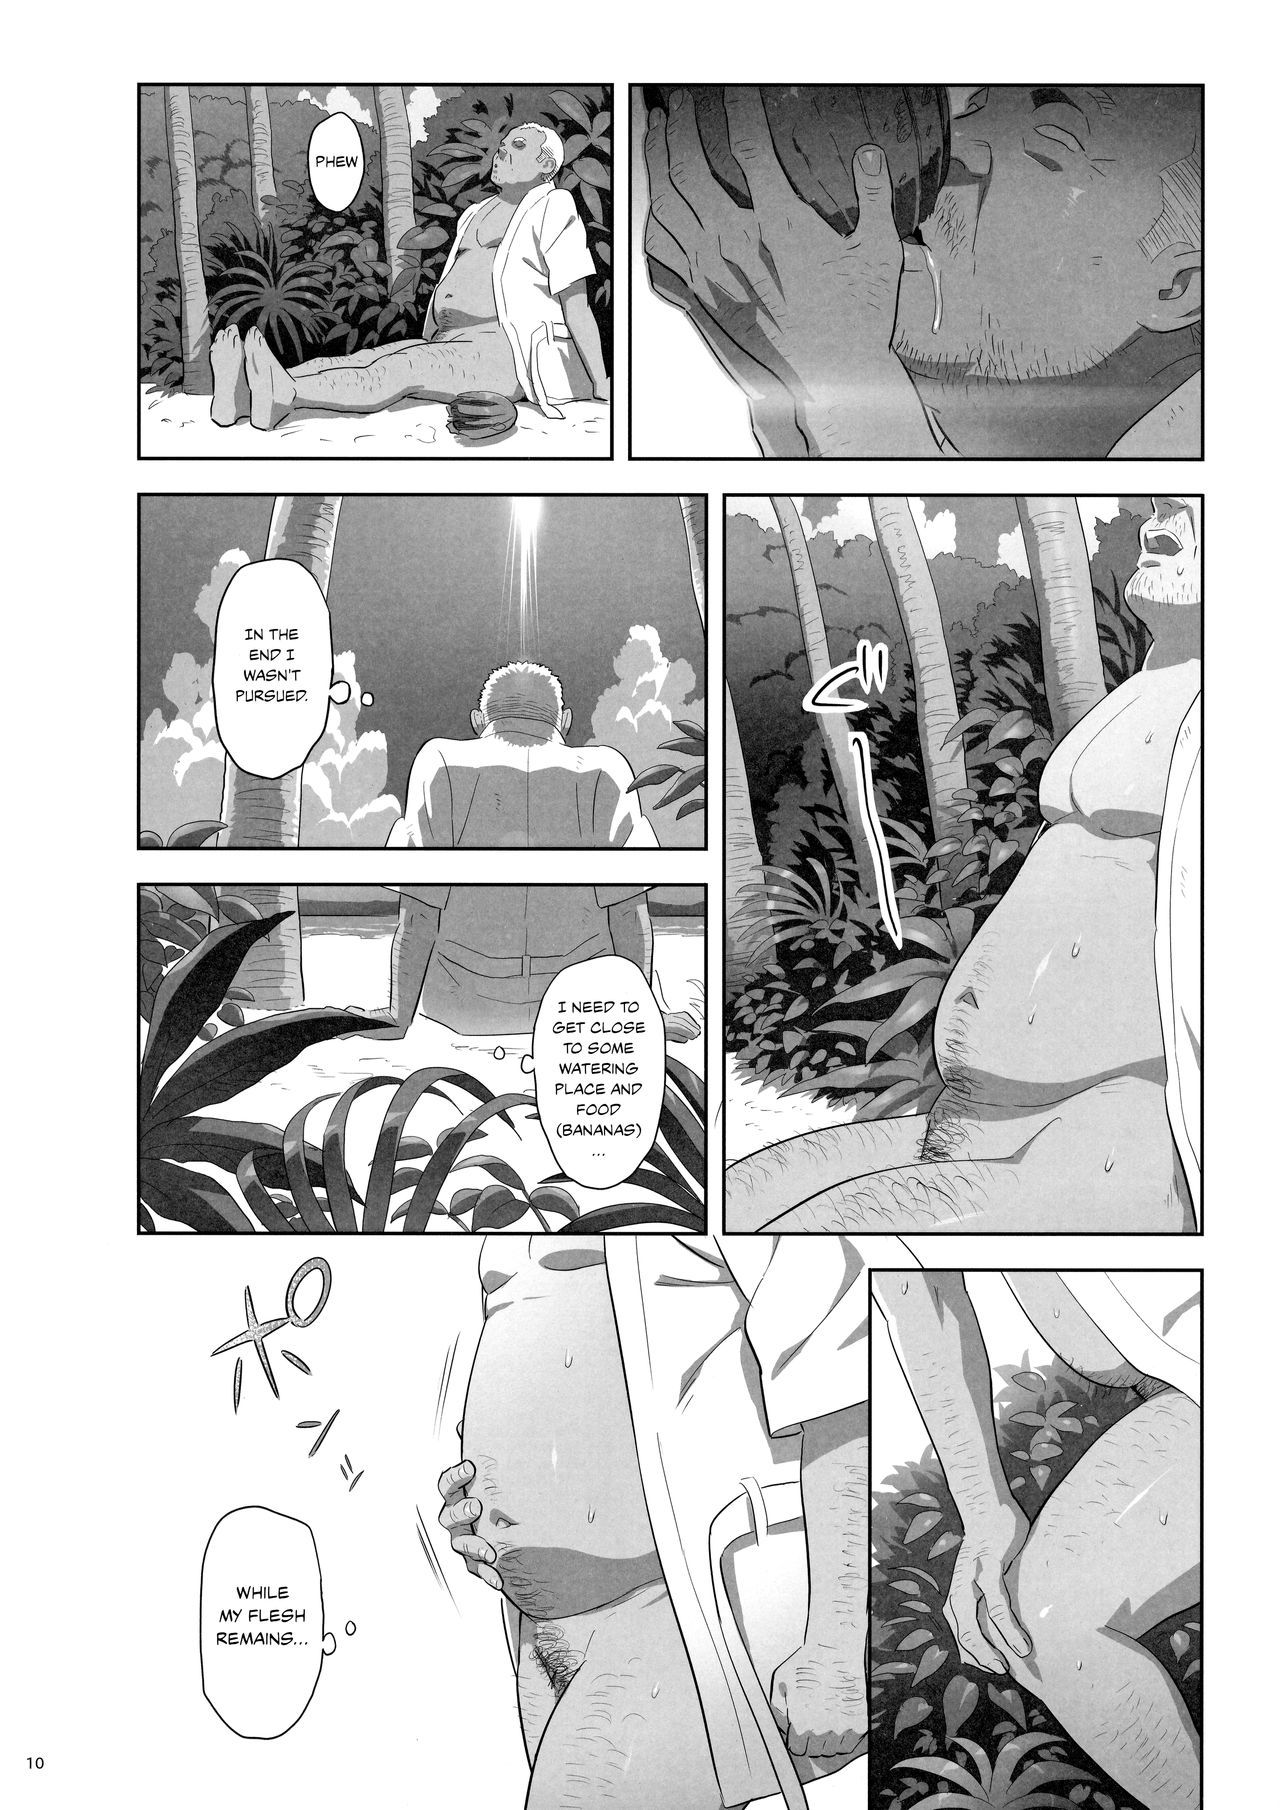 PHEW
グ
IN THE
END I
WASN'T
PURSUED.
I NEED TO
GET CLOSE
TO SOME
WATERING
PLACE AND
FOOD
(BANANAS)
...
WHILE
MY FLESH
REMAINS...
10